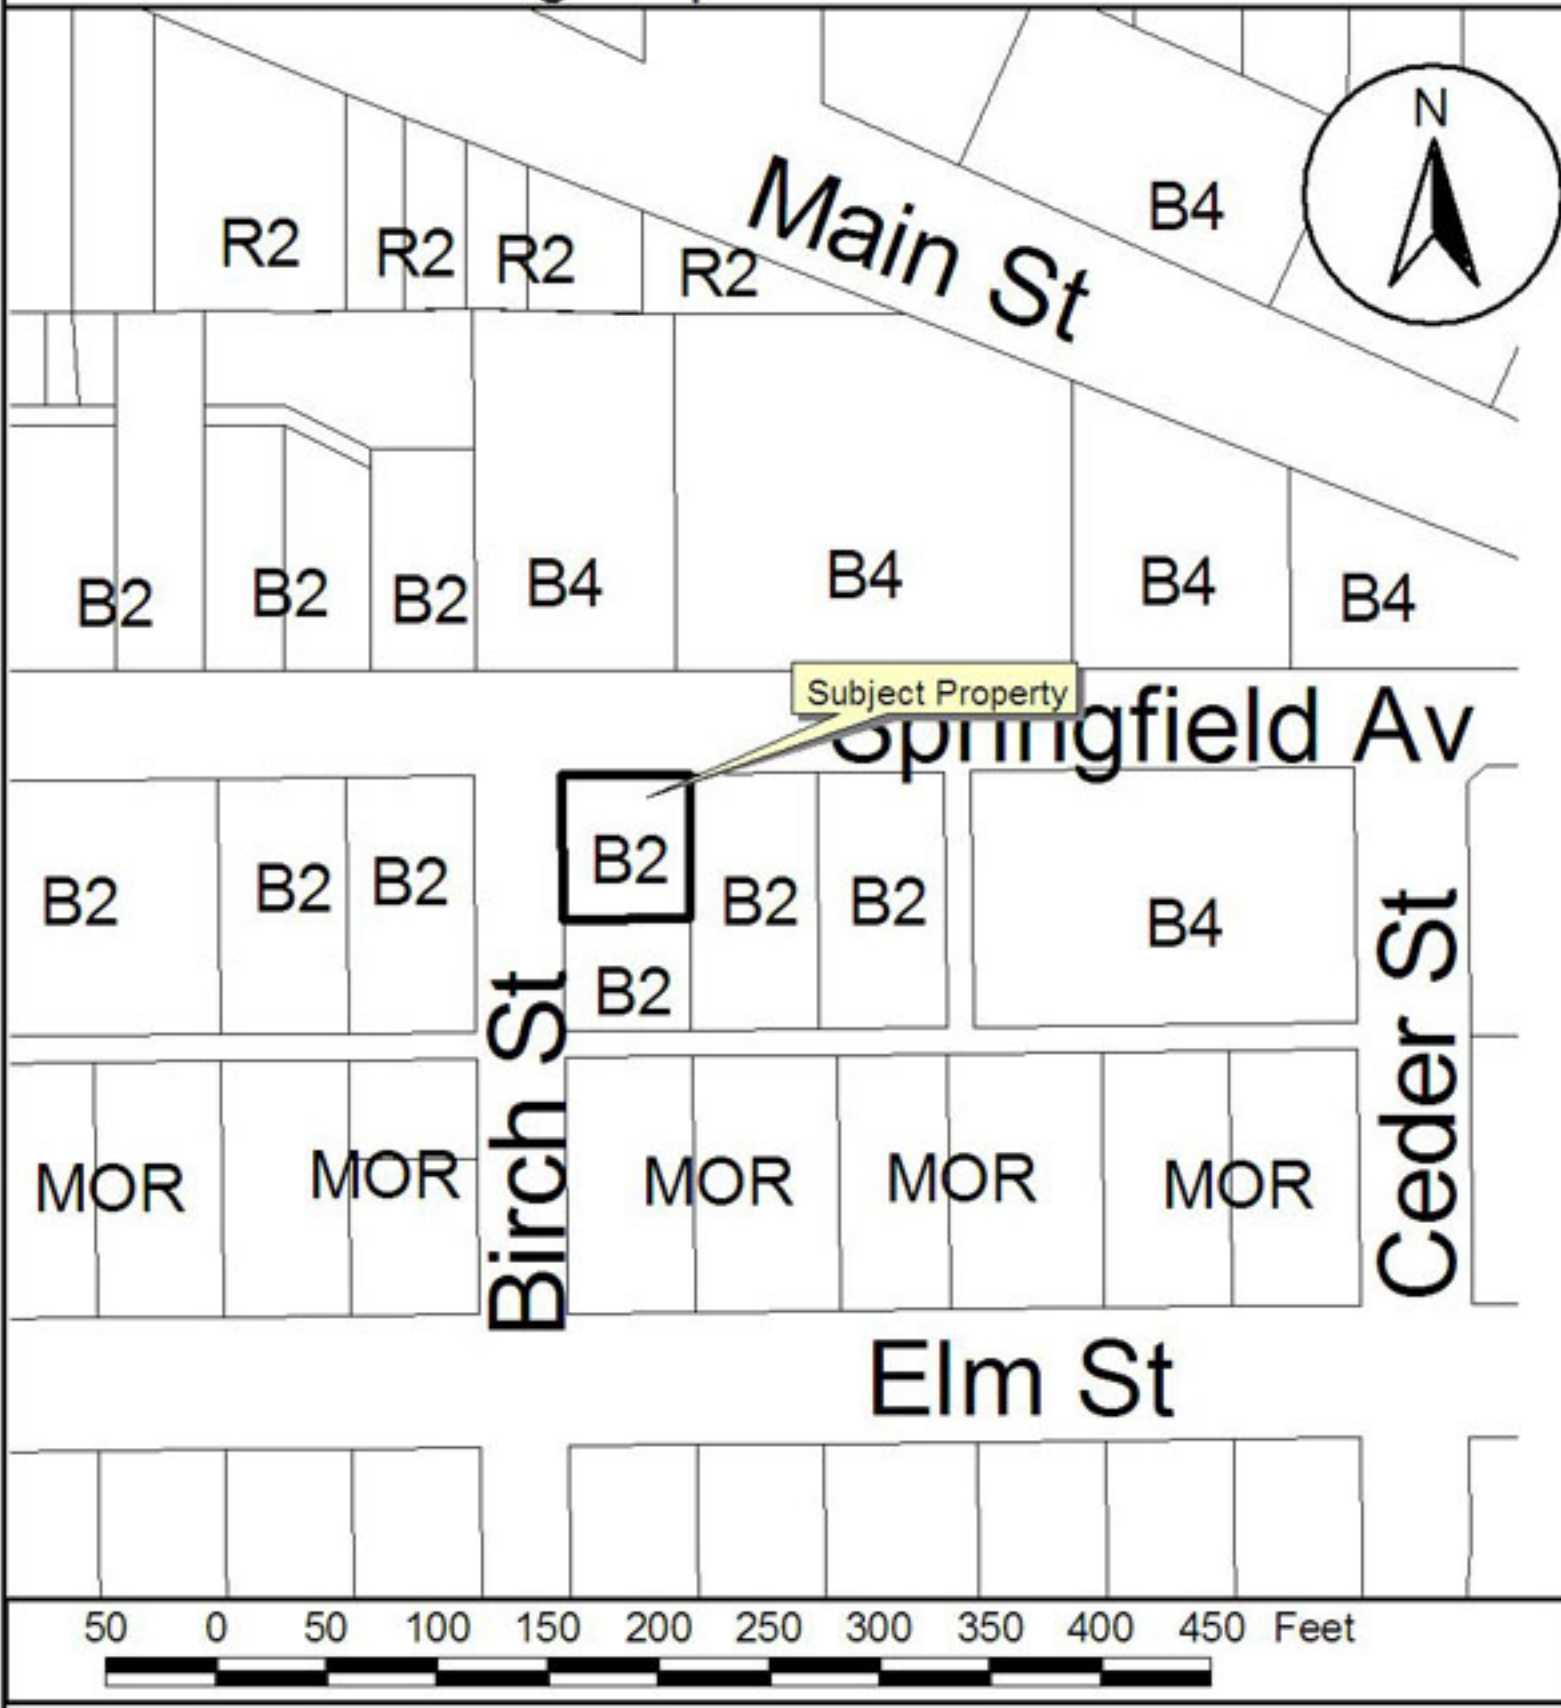 N
Main St
B4
R2 R2 R2 R2
B2 B2 B2 B4 B4 B4 B4
Subject Property
Springfield Av
B2 B2 B2 B2 B2 B2 B4
B2
Birch St
Ceder St
MOR MOR MOR MOR MOR
Elm St
50 0 50 100 150 200 250 300 350 400 450 Feet